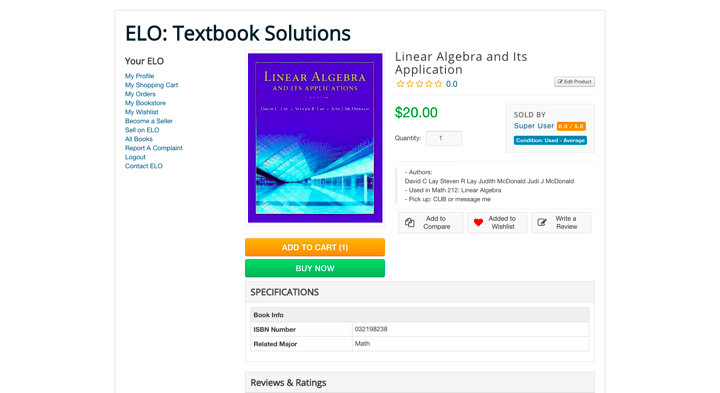 ELO: Textbook Solutions
Your ELO
My Profile
My Shopping Cart
My Orders
My Bookstore
My Wishlist
Become a Seller
Sell on ELO
All Books
Report A Complaint
Logout
Contact ELO
LINEAR ALGEBRA
AND ITS APPLICATIONS
DAVID C. LAY • STEVEN R. LAY • JUDI J. MCDONALD
ADD TO CART (1)
BUY NOW
Linear Algebra and Its
Application
0.0
Edit Product
$20.00
Quantity: 1
SOLD BY
Super User 0.0 / 5.0
Condition: Used - Average
- Authors:
David C Lay Steven R Lay Judith McDonald Judi J McDonald
- Used in Math 212: Linear Algebra
- Pick up: CUB or message me
Add to
Compare
Added to
Wishlist
Write a
Review
SPECIFICATIONS
Book Info
ISBN Number 032198238
Related Major Math
Reviews & Ratings